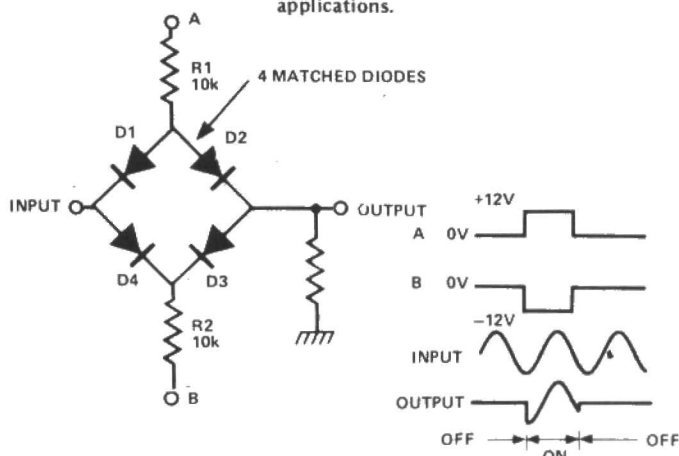 applications.
A
R1
10k
4 MATCHED DIODES
D1
D2
INPUT
OUTPUT
D4
D3
R2
10k
B
+12V
A 0V
B 0V
-12V
INPUT
OUTPUT
OFF
ON
OFF